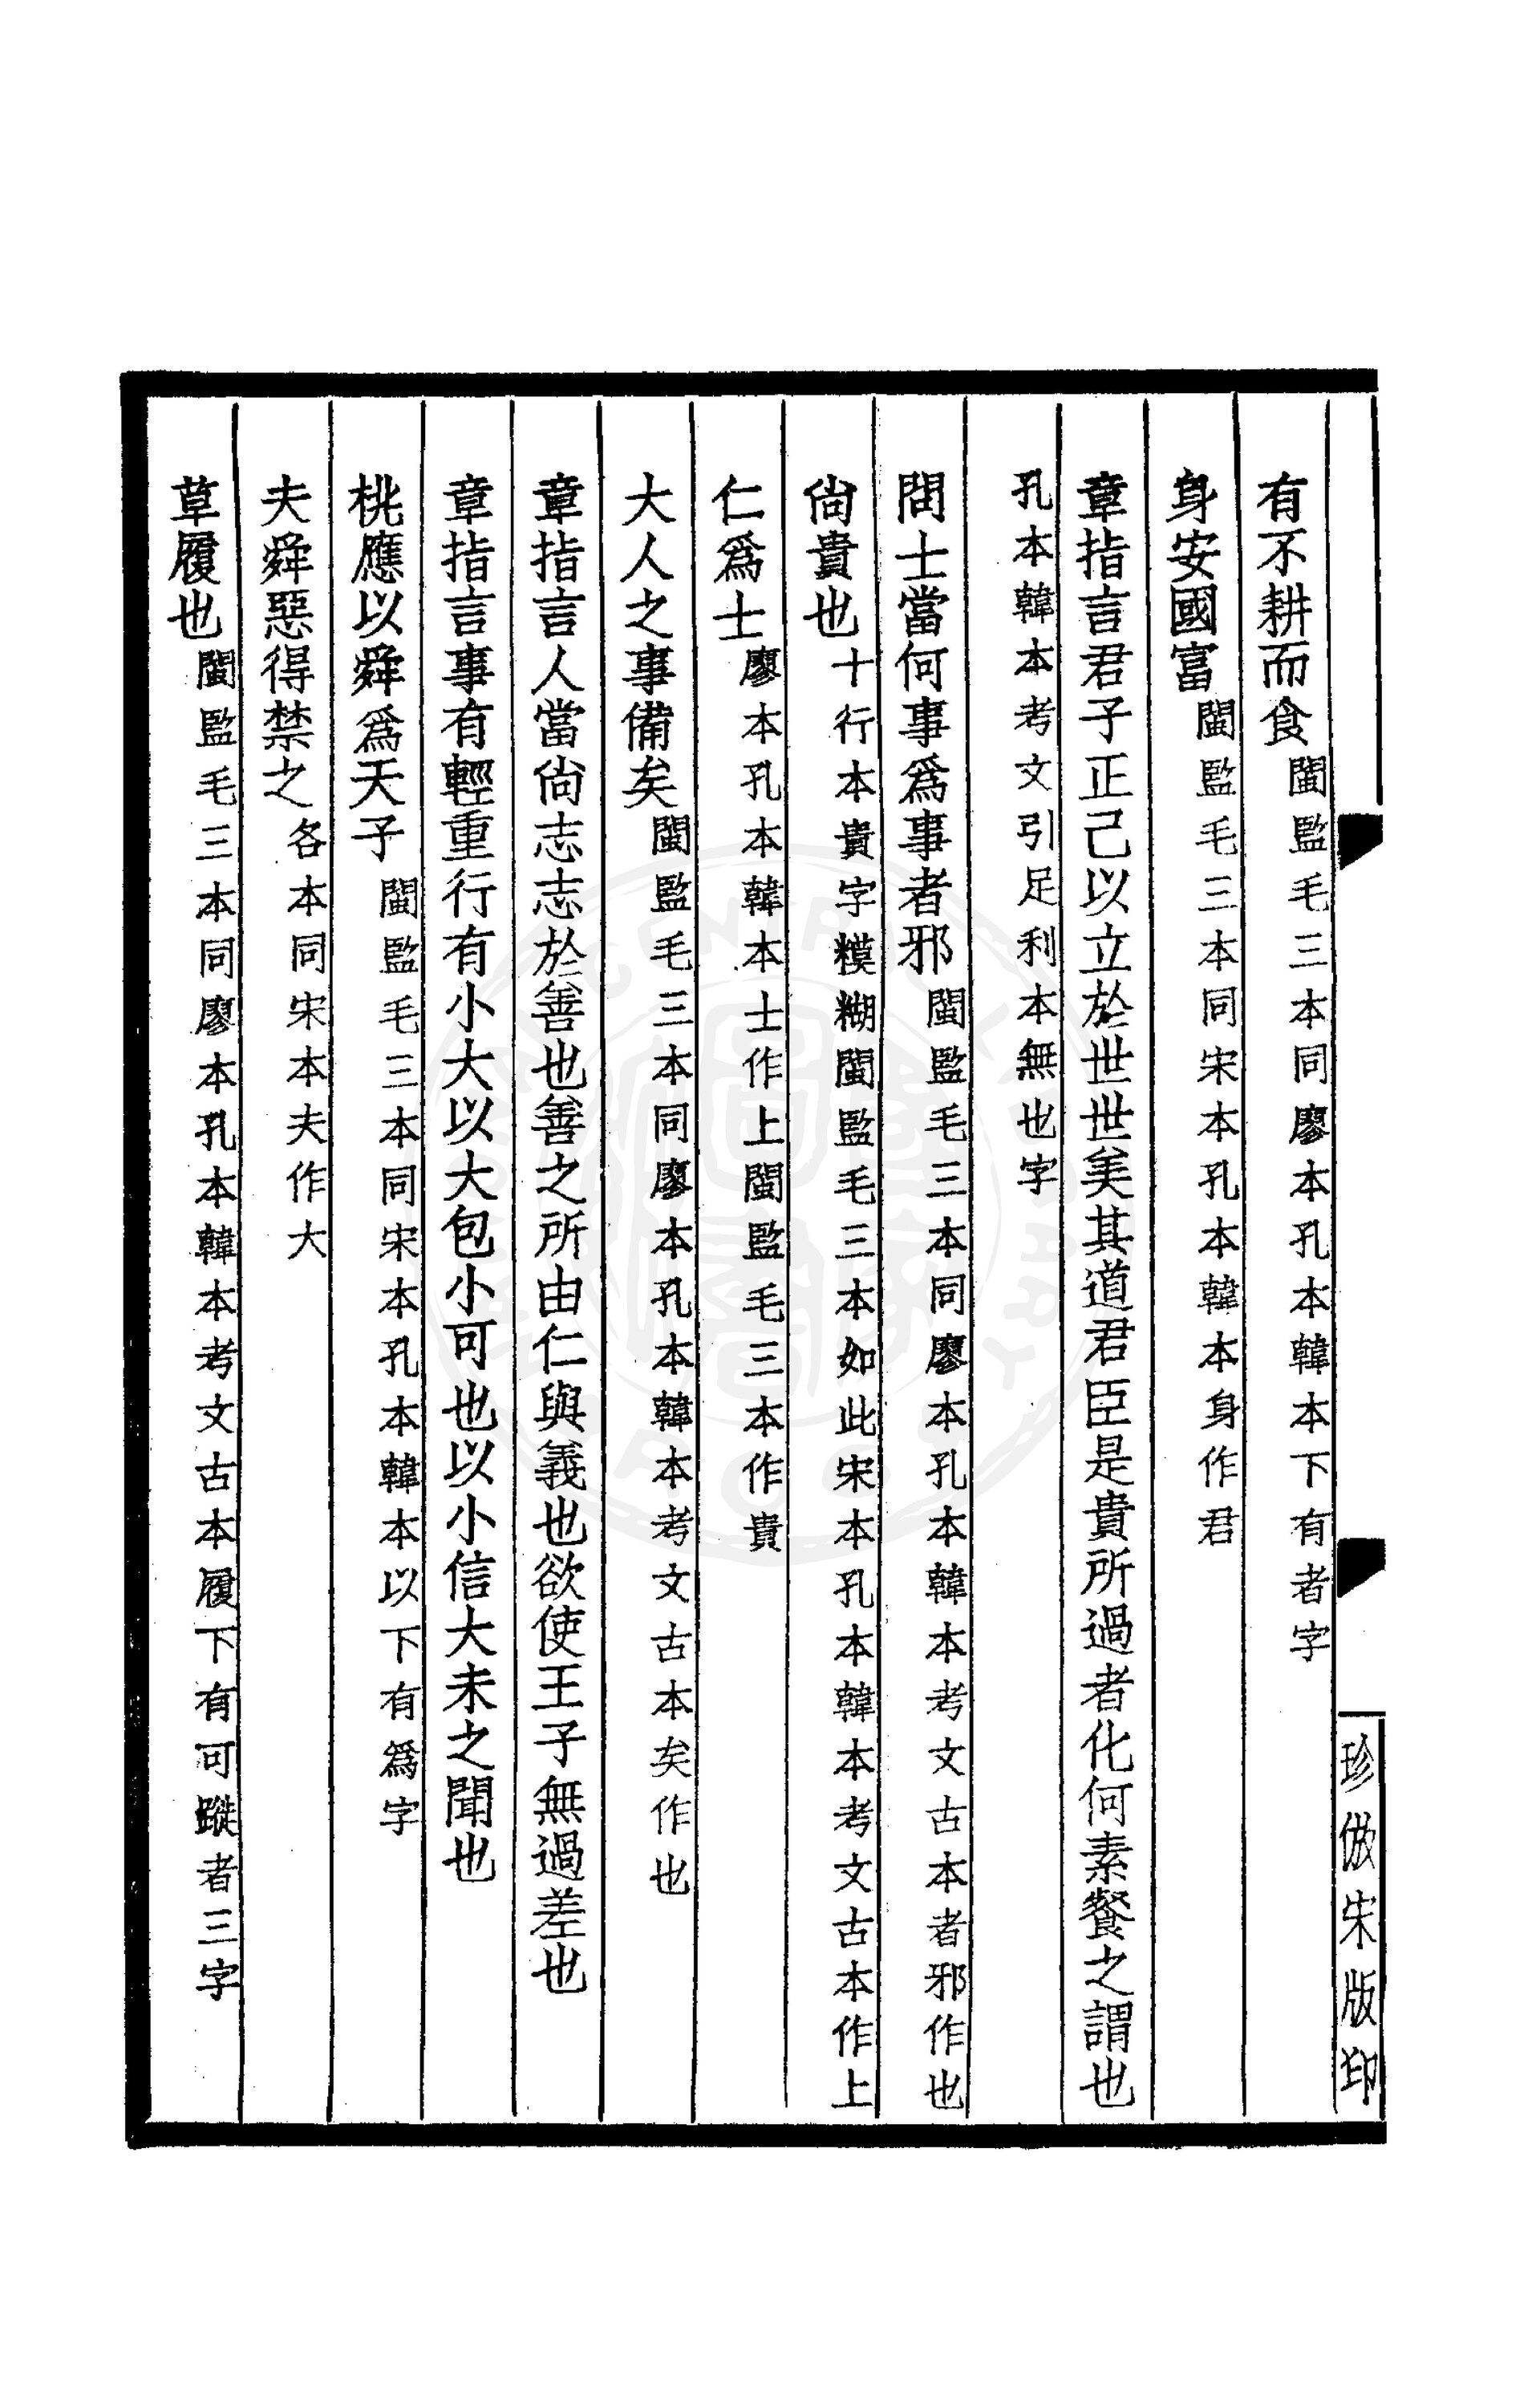 有不耕而食閩監毛三本同廖本孔本韓本下有者字
身安國富閩監毛三本同宋本孔本韓本身作君
章指言君子正己以立於世世美其道君臣是貴所過者化何素餐之謂也
孔本韓本考文引足利本無也字
問士當何事爲事者邪閩監毛三本同廖本孔本韓本考文古本者邪作也
尙貴也十行本貴字糢糊閩監毛三本如此宋本孔本韓本考文古本作上
仁爲士廖本孔本韓本士作上閩監毛三本作貴
大人之事備矣閩監毛三本同廖本孔本韓本考文古本矣作也
章指言人當尙志志於善也善之所由仁與義也欲使王子無過差也
章指言事有輕重行有小大以大包小可也以小信大未之聞也
桃應以舜爲天子閩監毛三本同宋本孔本韓本以下有爲字
夫舜惡得禁之各本同宋本夫作大
草履也閩監毛三本同廖本孔本韓本考文古本履下有可蹝者三字
珍倣宋版印